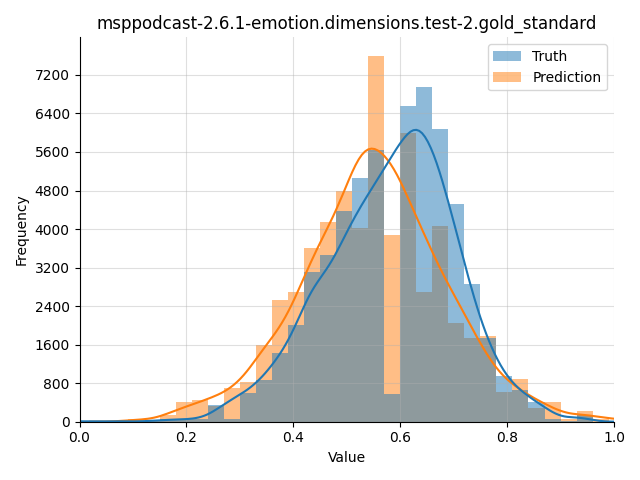 msppodcast-2.6.1-emotion.dimensions.test-2.gold_standard
Truth
Prediction
7200
6400
5600
4800
4000
3200
2400
1600
800
0
Frequency
0.0 0.2 0.4 0.6 0.8 1.0
Value